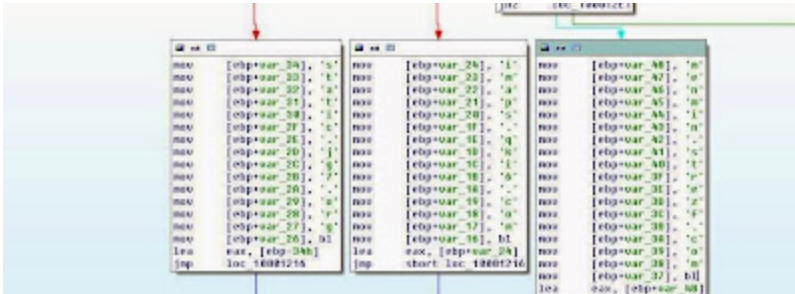 jnz loc_100012E1
mov [ebp+var_34], 's'
mov [ebp+var_33], 't'
mov [ebp+var_32], 'a'
mov [ebp+var_31], 't'
mov [ebp+var_30], 'i'
mov [ebp+var_2F], 'c'
mov [ebp+var_2E], '.'
mov [ebp+var_2D], 'j'
mov [ebp+var_2C], 'g'
mov [ebp+var_2B], '7'
mov [ebp+var_2A], '.'
mov [ebp+var_29], 'o'
mov [ebp+var_28], 'r'
mov [ebp+var_27], 'g'
mov [ebp+var_26], bl
lea eax, [ebp-34h]
jmp loc_10001216
mov [ebp+var_24], 'i'
mov [ebp+var_23], 'm'
mov [ebp+var_22], 'a'
mov [ebp+var_21], 'p'
mov [ebp+var_20], 's'
mov [ebp+var_1F], '.'
mov [ebp+var_1E], 'q'
mov [ebp+var_1D], 'k'
mov [ebp+var_1C], 'i'
mov [ebp+var_1B], '6'
mov [ebp+var_1A], '.'
mov [ebp+var_19], 'c'
mov [ebp+var_18], 'o'
mov [ebp+var_17], 'm'
mov [ebp+var_16], bl
lea eax, [ebp+var_24]
jmp short loc_10001216
mov [ebp+var_48], 'm'
mov [ebp+var_47], 'e'
mov [ebp+var_46], 'n'
mov [ebp+var_45], 'm'
mov [ebp+var_44], 'i'
mov [ebp+var_43], 'n'
mov [ebp+var_42], '.'
mov [ebp+var_41], 's'
mov [ebp+var_40], 't'
mov [ebp+var_3F], 'r'
mov [ebp+var_3E], 'e'
mov [ebp+var_3D], 'z'
mov [ebp+var_3C], 'f'
mov [ebp+var_3B], '.'
mov [ebp+var_3A], 'c'
mov [ebp+var_39], 'o'
mov [ebp+var_38], 'm'
mov [ebp+var_37], bl
lea eax, [ebp+var_48]